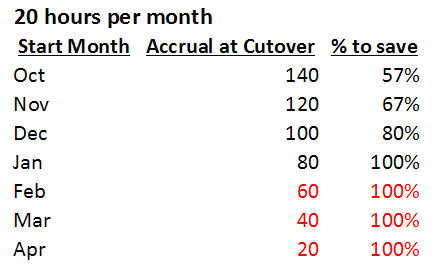 20 hours per month
Start Month Accrual at Cutover % to save
Oct 140 57%
Nov 120 67%
Dec 100 80%
Jan 80 100%
Feb 60 100%
Mar 40 100%
Apr 20 100%